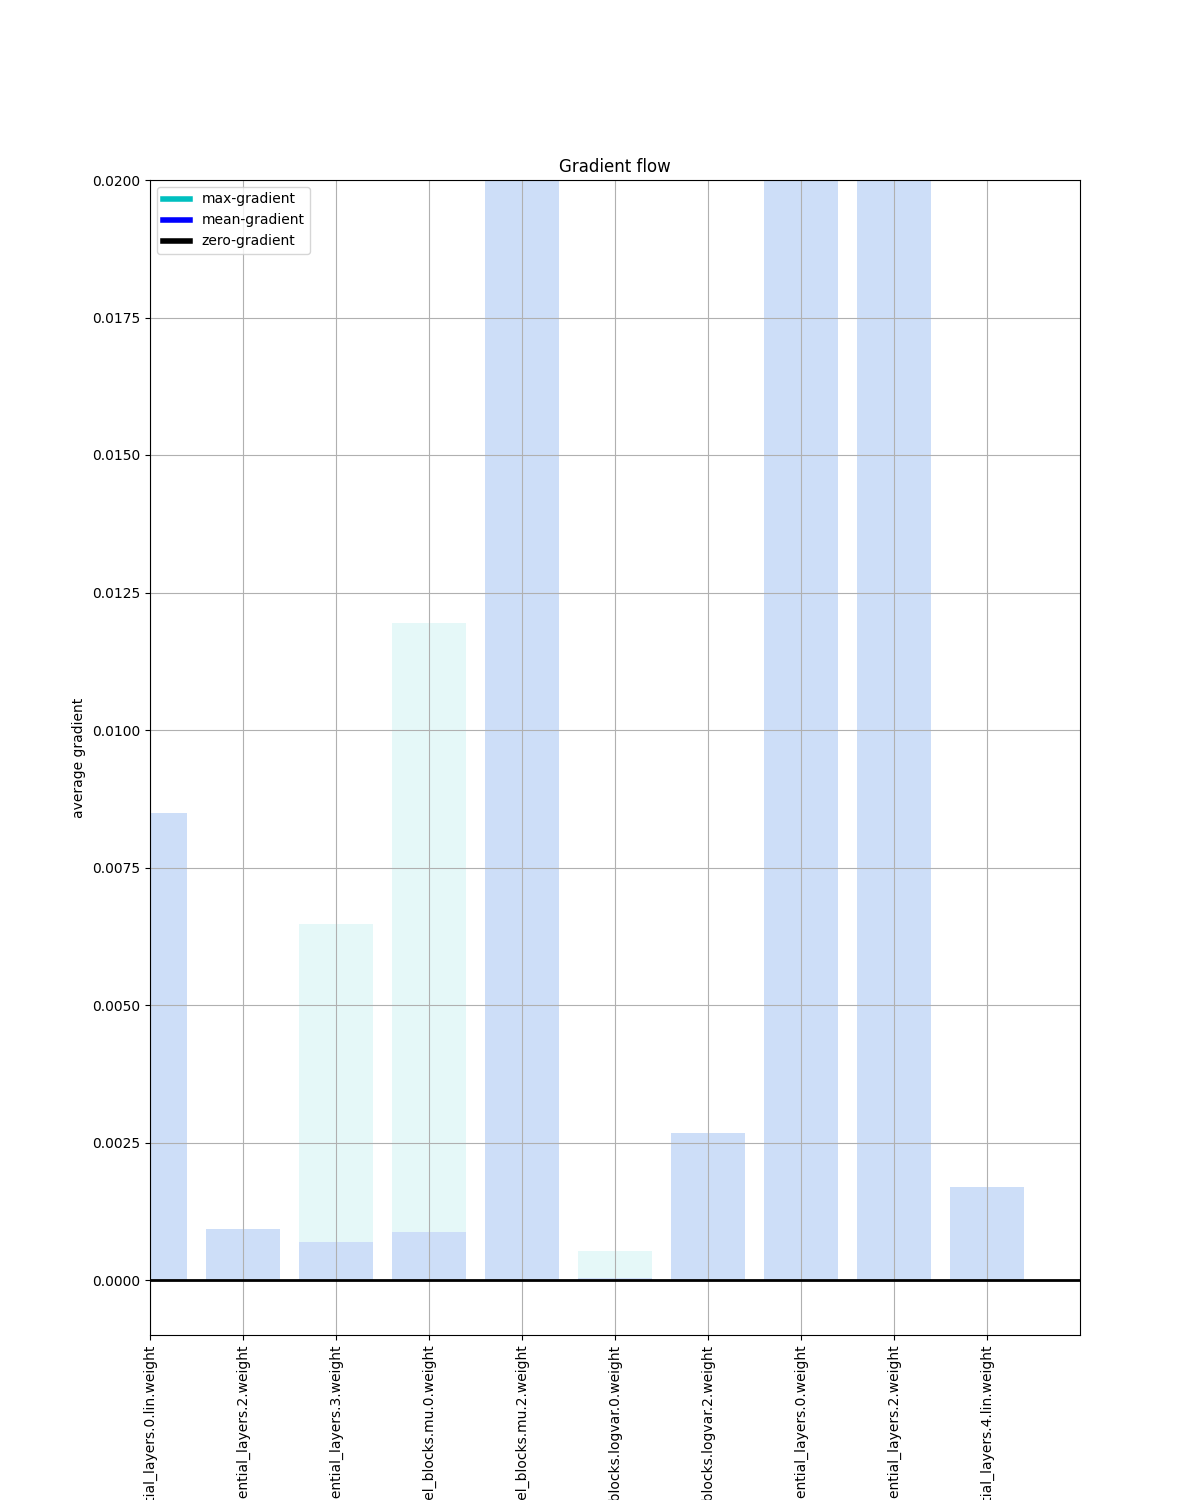 Gradient flow
max-gradient
mean-gradient
zero-gradient
0.0200
0.0175
0.0150
0.0125
0.0100
0.0075
0.0050
0.0025
0.0000
average gradient
tial_layers.0.lin.weight
ential_layers.2.weight
ential_layers.3.weight
el_blocks.mu.0.weight
el_blocks.mu.2.weight
blocks.logvar.0.weight
blocks.logvar.2.weight
ential_layers.0.weight
ential_layers.2.weight
tial_layers.4.lin.weight